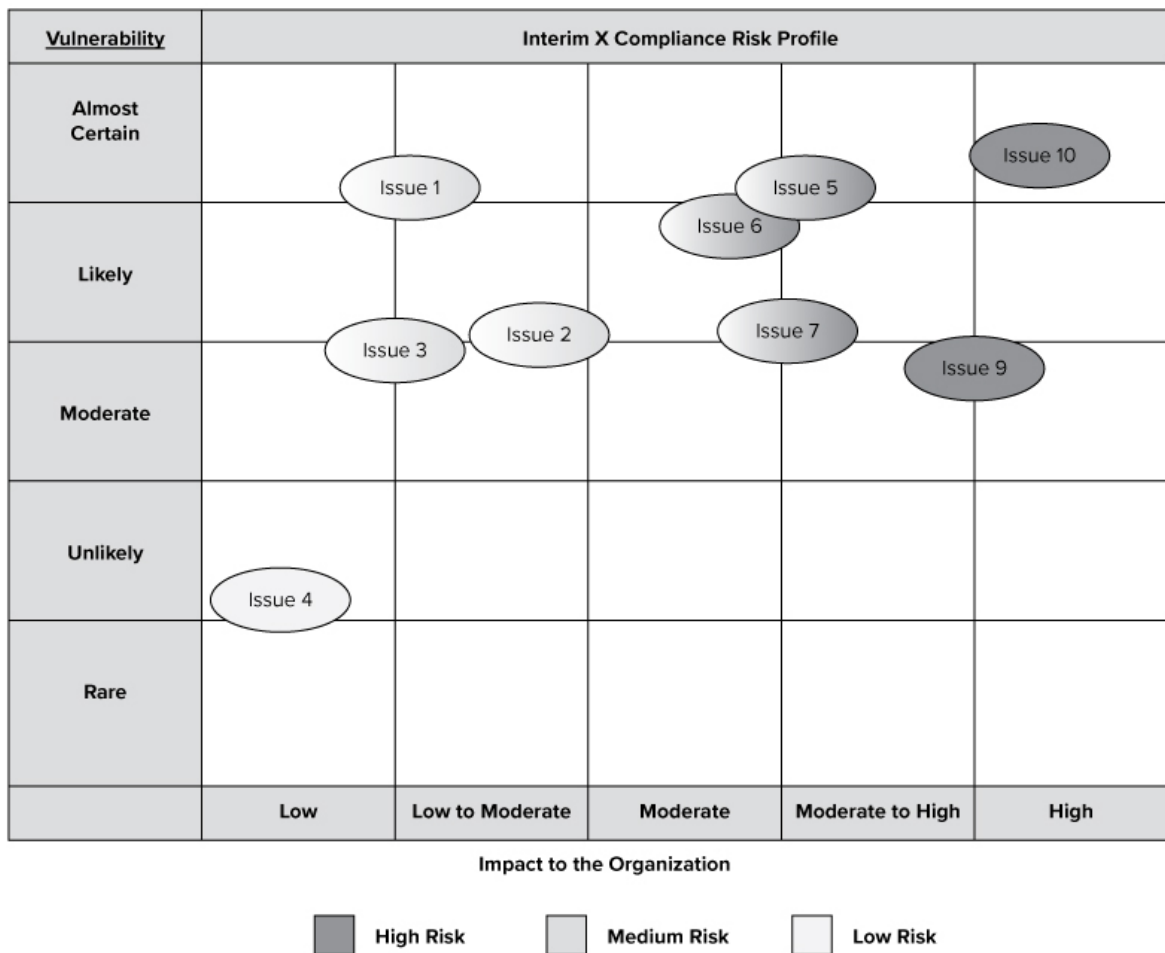 Vulnerability
Interim X Compliance Risk Profile
Almost
Certain
Issue 10
Issue 1
Issue 5
Issue 6
Likely
Issue 7
Issue 2
Issue 3
Issue 9
Moderate
Unlikely
Issue 4
Rare
Low
Low to Moderate
Moderate
Moderate to High
High
Impact to the Organization
High Risk
Medium Risk
Low Risk